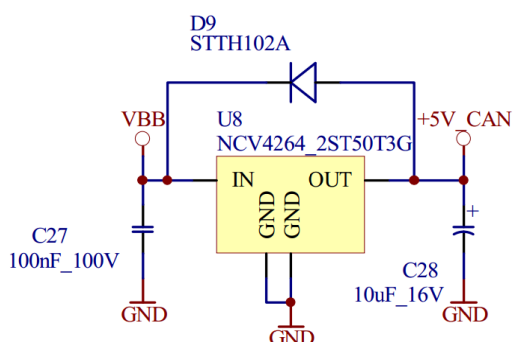 D9
STTH102A
VBB
U8
+5V_CAN
NCV4264_2ST50T3G
IN
OUT
GND
GND
+
C27
100nF_100V
C28
10uF_16V
GND
GND
GND